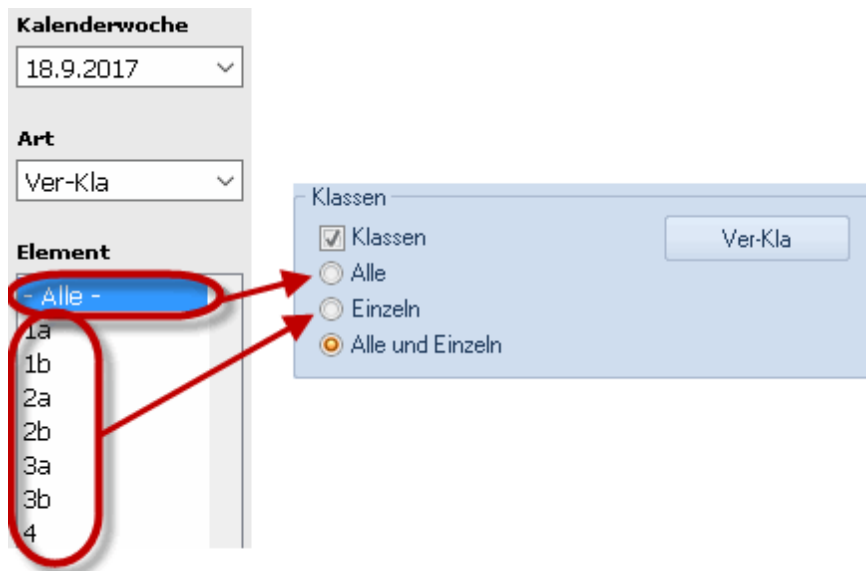 Kalenderwoche
18.9.2017
Art
Ver-Kla
Element
- Alle -
1a
1b
2a
2b
3a
3b
4
Klassen
Klassen
Ver-Kla
Alle
Einzeln
Alle und Einzeln